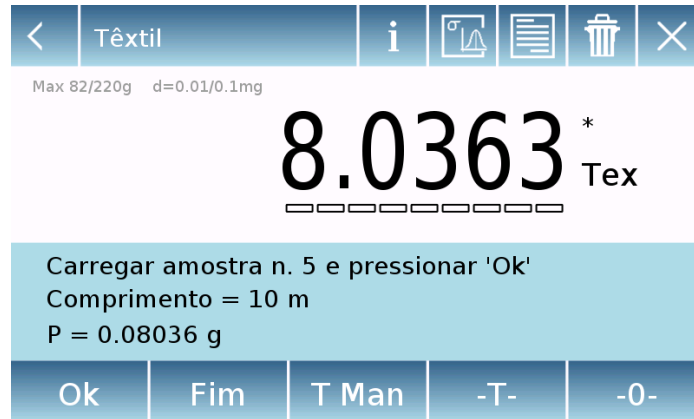 Têxtil i σ
Max 82/220g d=0.01/0.1mg
8.0363 * Tex
Carregar amostra n. 5 e pressionar 'Ok'
Comprimento = 10 m
P = 0.08036 g
Ok Fim T Man -T- -0-